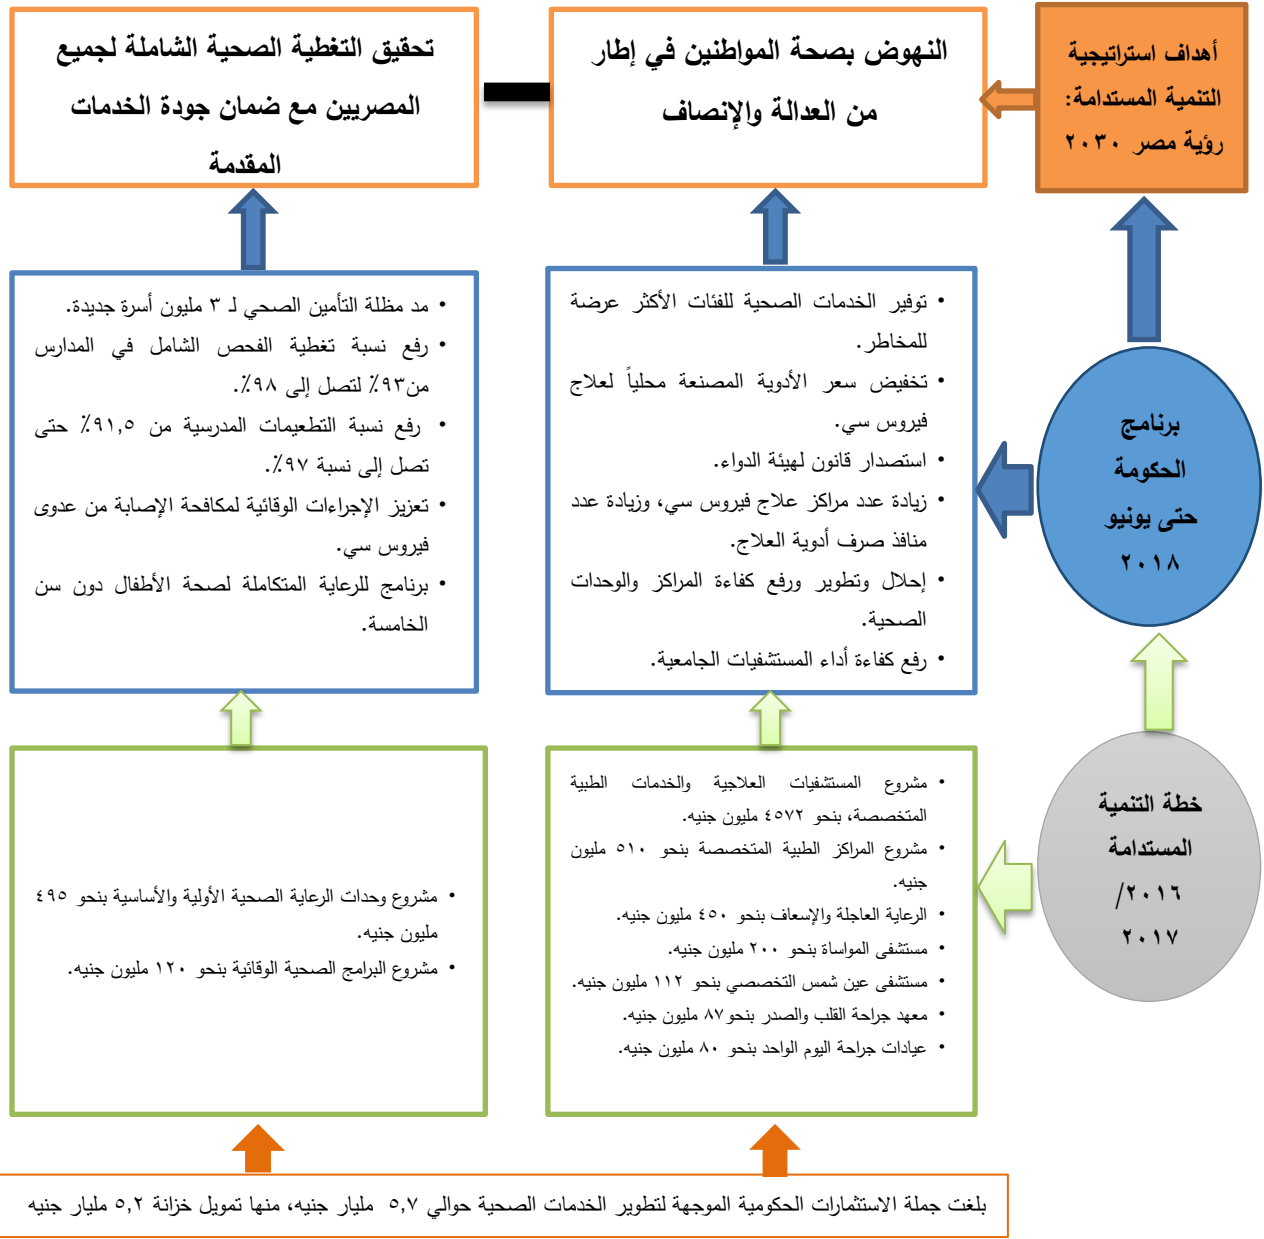 أهداف استراتيجية
التنمية المستدامة:
رؤية مصر ٢٠٣٠
النهوض بصحة المواطنين في إطار
من العدالة والإنصاف
تحقيق التغطية الصحية الشاملة لجميع
المصريين مع ضمان جودة الخدمات
المقدمة
برنامج
الحكومة
حتى يونيو
٢٠١٨
• توفير الخدمات الصحية للفئات الأكثر عرضة
للمخاطر.
• تخفيض سعر الأدوية المصنعة محلياً لعلاج
فيروس سي.
• استصدار قانون لهيئة الدواء.
• زيادة عدد مراكز علاج فيروس سي، وزيادة عدد
منافذ صرف أدوية العلاج.
• إحلال وتطوير ورفع كفاءة المراكز والوحدات
الصحية.
• رفع كفاءة أداء المستشفيات الجامعية.
• مد مظلة التأمين الصحي لـ ٣ مليون أسرة جديدة.
• رفع نسبة تغطية الفحص الشامل في المدارس
من٩٣٪ لتصل إلى ٩٨٪.
• رفع نسبة التطعيمات المدرسية من ٩١,٥٪ حتى
تصل إلى نسبة ٩٧٪.
• تعزيز الإجراءات الوقائية لمكافحة الإصابة من عدوى
فيروس سي.
• برنامج للرعاية المتكاملة لصحة الأطفال دون سن
الخامسة.
خطة التنمية
المستدامة
٢٠١٦/
٢٠١٧
• مشروع المستشفيات العلاجية والخدمات الطبية
المتخصصة، بنحو ٤٥٧٢ مليون جنيه.
• مشروع المراكز الطبية المتخصصة بنحو ٥١٠ مليون
جنيه.
• الرعاية العاجلة والإسعاف بنحو ٤٥٠ مليون جنيه.
• مستشفى المواساة بنحو ٢٠٠ مليون جنيه.
• مستشفى عين شمس التخصصي بنحو ١١٢ مليون جنيه.
• معهد جراحة القلب والصدر بنحو٨٧ مليون جنيه.
• عيادات جراحة اليوم الواحد بنحو ٨٠ مليون جنيه.
• مشروع وحدات الرعاية الصحية الأولية والأساسية بنحو ٤٩٥
مليون جنيه.
• مشروع البرامج الصحية الوقائية بنحو ١٢٠ مليون جنيه.
بلغت جملة الاستثمارات الحكومية الموجهة لتطوير الخدمات الصحية حوالي ٥,٧ مليار جنيه، منها تمويل خزانة ٥,٢ مليار جنيه